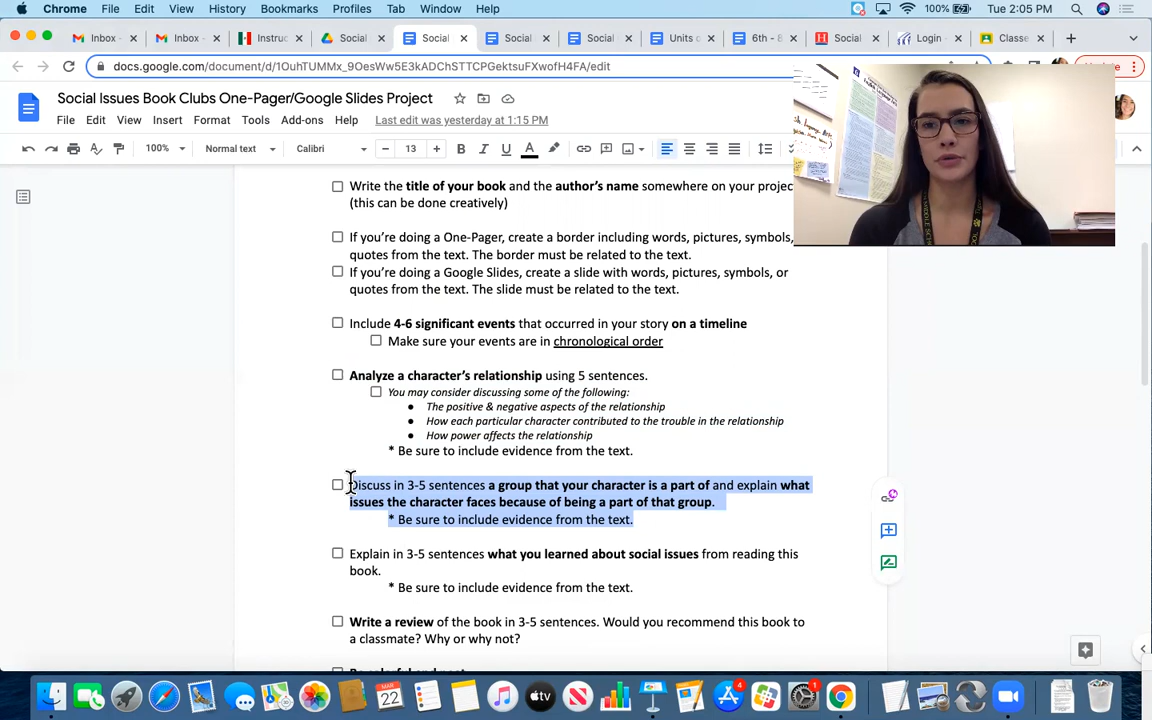 Chrome File Edit View History Bookmarks Profiles Tab Window Help 100% Tue 2:05 PM
Inbox Inbox Instruc Social Social Social Social Units o 6th - 8 Social Login - Classe
docs.google.com/document/d/1OuhTUMMx_9OesWw5E3kADChSTTCPGektsuFXwofH4FA/edit
Social Issues Book Clubs One-Pager/Google Slides Project
File Edit View Insert Format Tools Add-ons Help Last edit was yesterday at 1:15 PM
100% Normal text Calibri 13 B I U A
Write the title of your book and the author's name somewhere on your projec
(this can be done creatively)
If you're doing a One-Pager, create a border including words, pictures, symbols,
quotes from the text. The border must be related to the text.
If you're doing a Google Slides, create a slide with words, pictures, symbols, or
quotes from the text. The slide must be related to the text.
Include 4-6 significant events that occurred in your story on a timeline
Make sure your events are in chronological order
Analyze a character's relationship using 5 sentences.
You may consider discussing some of the following:
● The positive & negative aspects of the relationship
● How each particular character contributed to the trouble in the relationship
● How power affects the relationship
* Be sure to include evidence from the text.
Discuss in 3-5 sentences a group that your character is a part of and explain what
issues the character faces because of being a part of that group.
* Be sure to include evidence from the text.
Explain in 3-5 sentences what you learned about social issues from reading this
book.
* Be sure to include evidence from the text.
Write a review of the book in 3-5 sentences. Would you recommend this book to
a classmate? Why or why not?
MAR
22
4
1